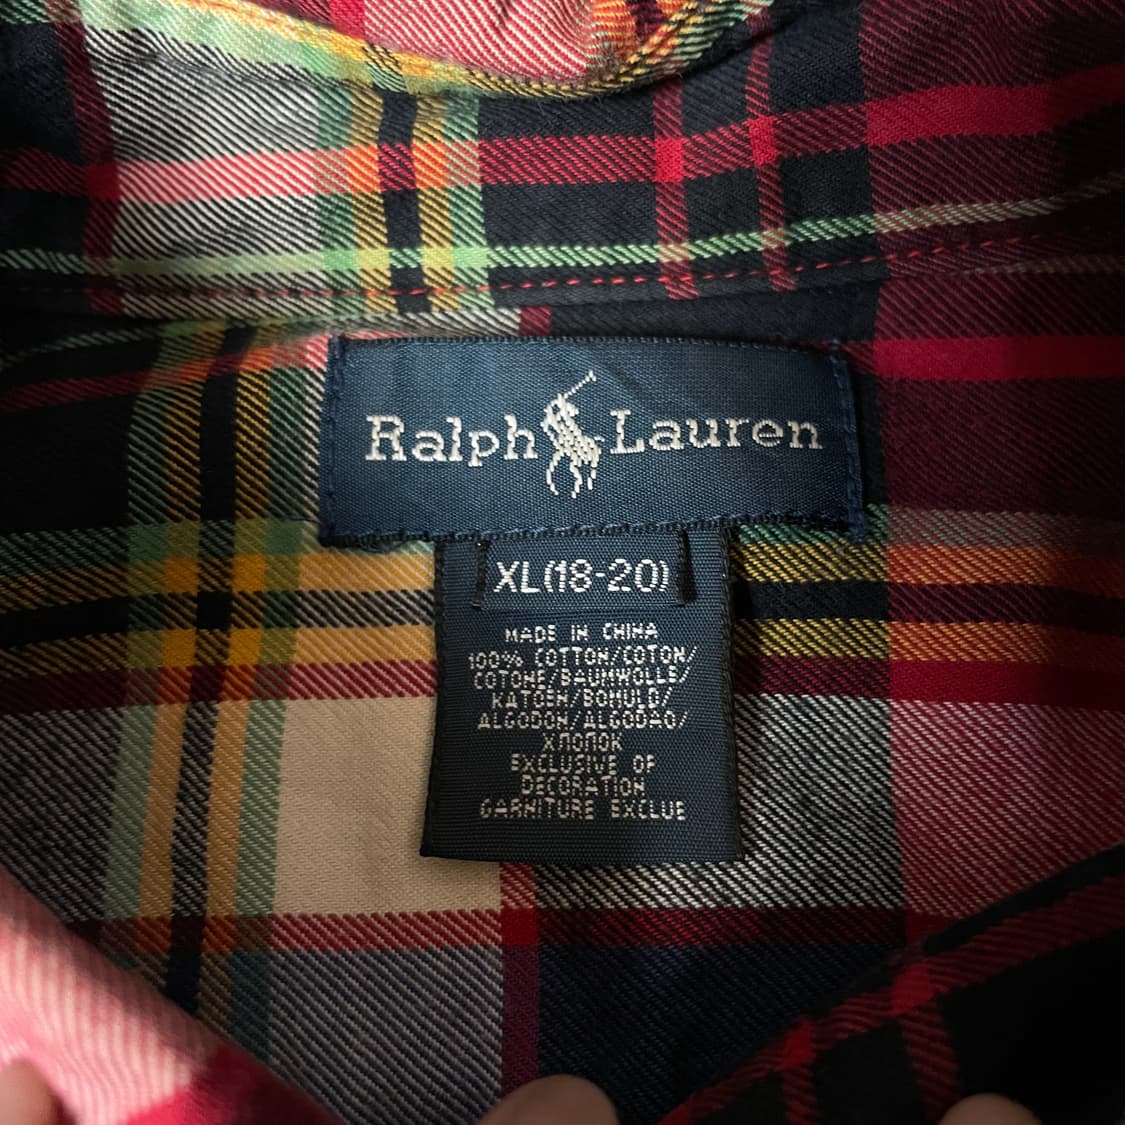 Ralph Lauren
XL(18-20)
MADE IN CHINA
100% COTTON/COTON/
COTONE/BAUMWOLLE/
KATOEN/BOMULD/
ALGODON/ALGODAO/
ХЛОПОК
EXCLUSIVE OF
DECORATION
GARNITURE EXCLUE